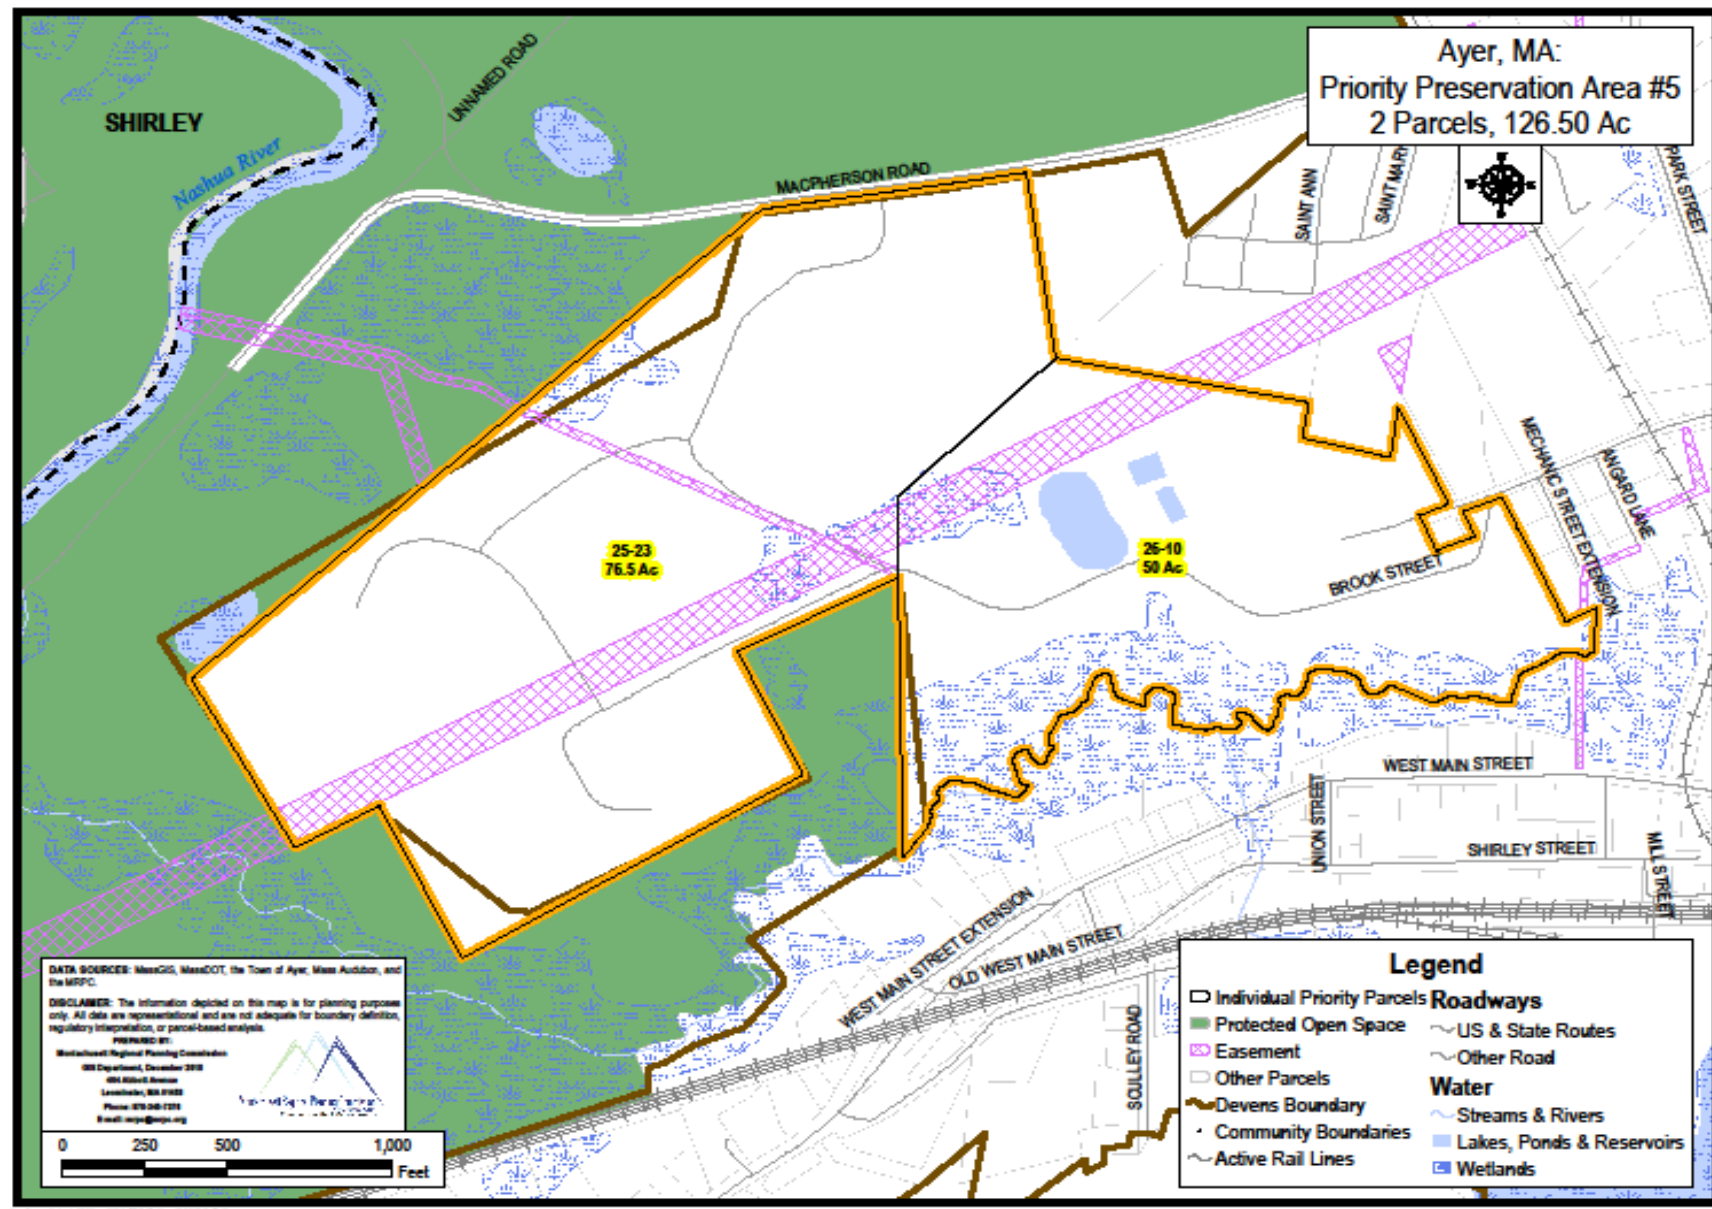 Ayer, MA:
Priority Preservation Area #5
2 Parcels, 126.50 Ac
SHIRLEY
Nashua River
UNNAMED ROAD
MACPHERSON ROAD
SAINT ANN
SAINT MARY
PARK STREET
MECHANIC STREET EXTENSION
ANGARD LANE
25-23
76.5 Ac
26-10
50 Ac
BROOK STREET
WEST MAIN STREET
UNION STREET
SHIRLEY STREET
MILL STREET
WEST MAIN STREET EXTENSION
OLD WEST MAIN STREET
SCULLEY ROAD
DATA SOURCES: MassGIS, MassDOT, the Town of Ayer, Mass Audubon, and
the MRPC.
DISCLAIMER: The information depicted on this map is for planning purposes
only. All data are representational and are not adequate for boundary definition,
regulatory interpretation, or parcel-based analysis.
PREPARED BY:
Montachusett Regional Planning Commission
0 250 500 1,000
Feet
Legend
Individual Priority Parcels
Protected Open Space
Easement
Other Parcels
Devens Boundary
Community Boundaries
Active Rail Lines
Roadways
US & State Routes
Other Road
Water
Streams & Rivers
Lakes, Ponds & Reservoirs
Wetlands